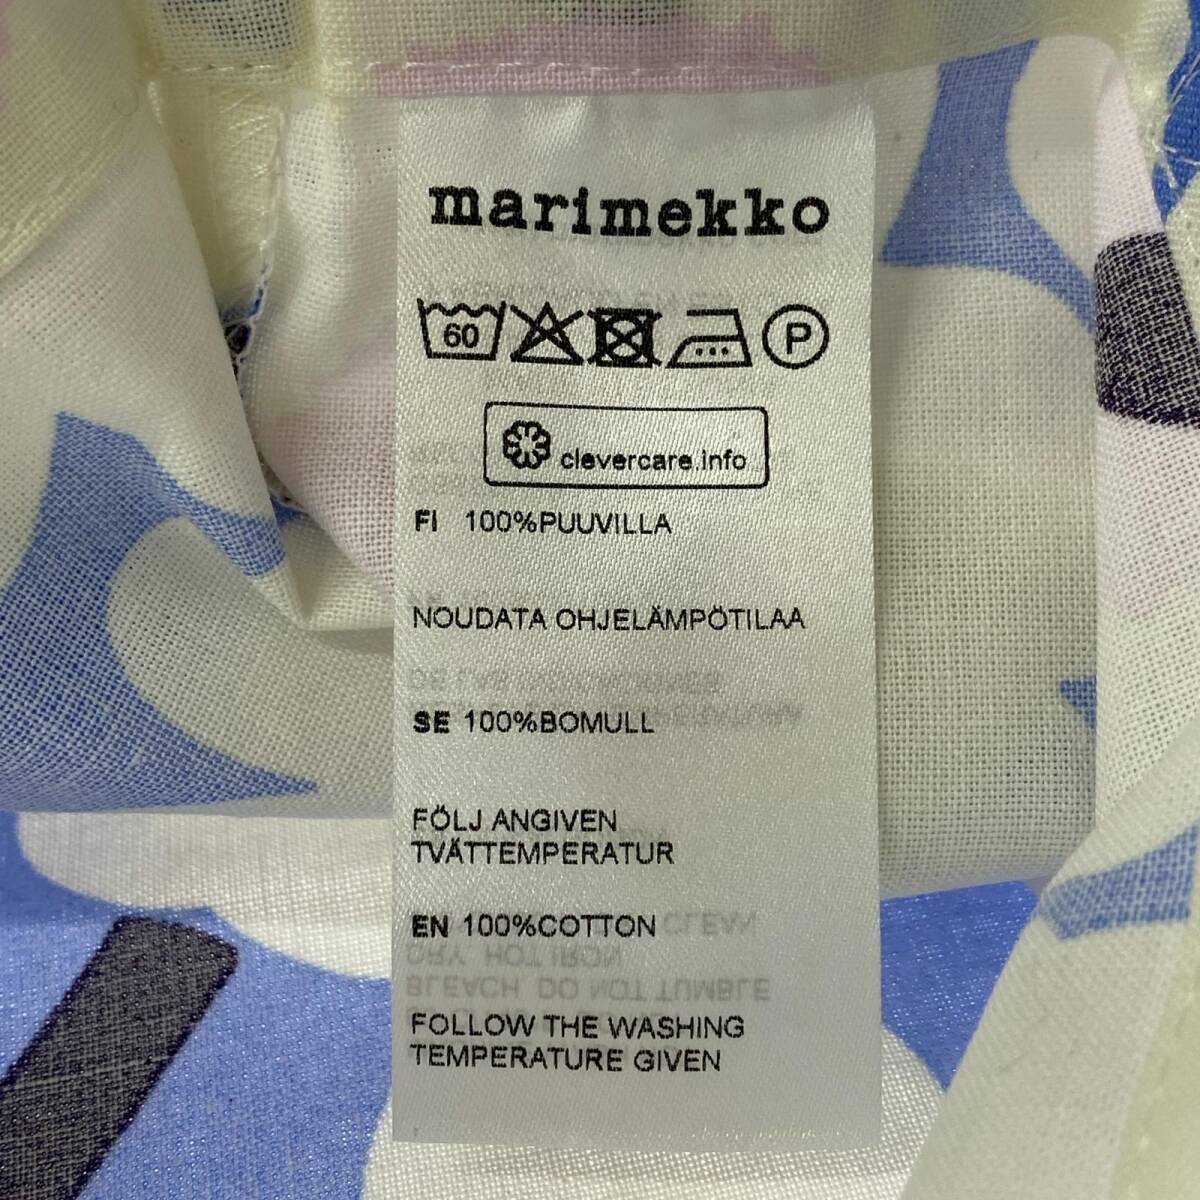 marimekko
60 P
clevercare.info
FI 100%PUUVILLA
NOUDATA OHJELÄMPÖTILAA
SE 100%BOMULL
FÖLJ ANGIVEN
TVÄTTEMPERATUR
EN 100%COTTON
FOLLOW THE WASHING
TEMPERATURE GIVEN